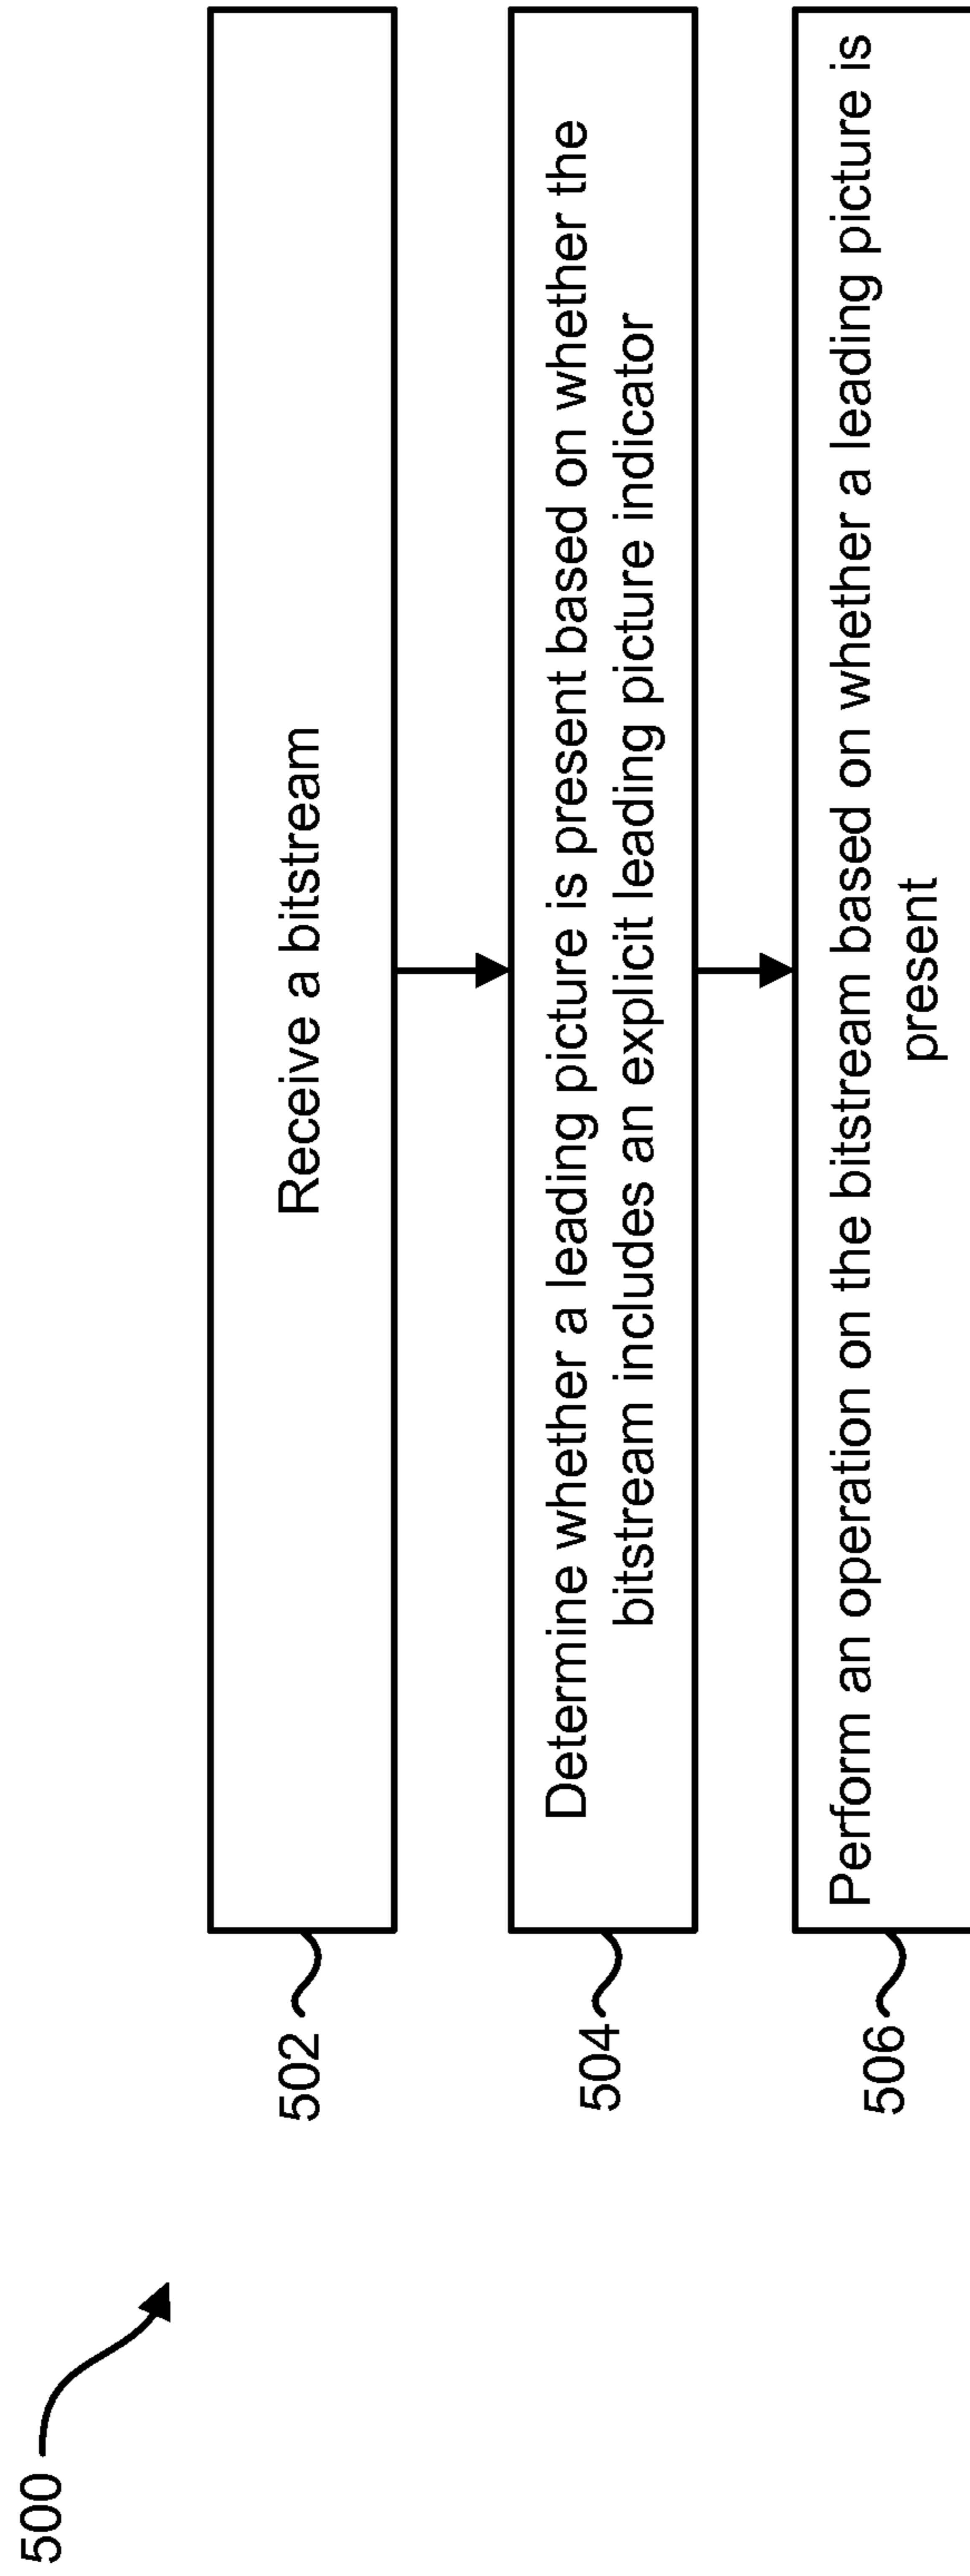 500
502
Receive a bitstream
504
Determine whether a leading picture is present based on whether the
bitstream includes an explicit leading picture indicator
506
Perform an operation on the bitstream based on whether a leading picture is
present